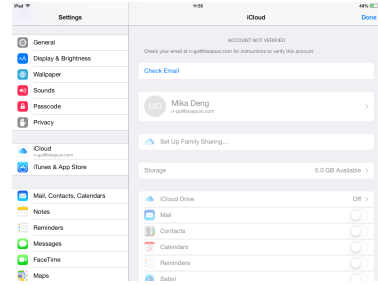 iPad
11:55
49%
Settings
iCloud
Done
General
Display & Brightness
Wallpaper
Sounds
Passcode
Privacy
iCloud
iTunes & App Store
Mail, Contacts, Calendars
Notes
Reminders
Messages
FaceTime
Maps
ACCOUNT NOT VERIFIED
Check your email at for instructions to verify this account.
Check Email
MD
Mika Deng
Set Up Family Sharing...
Storage
5.0 GB Available
iCloud Drive
Off
Mail
Contacts
Calendars
Reminders
Safari